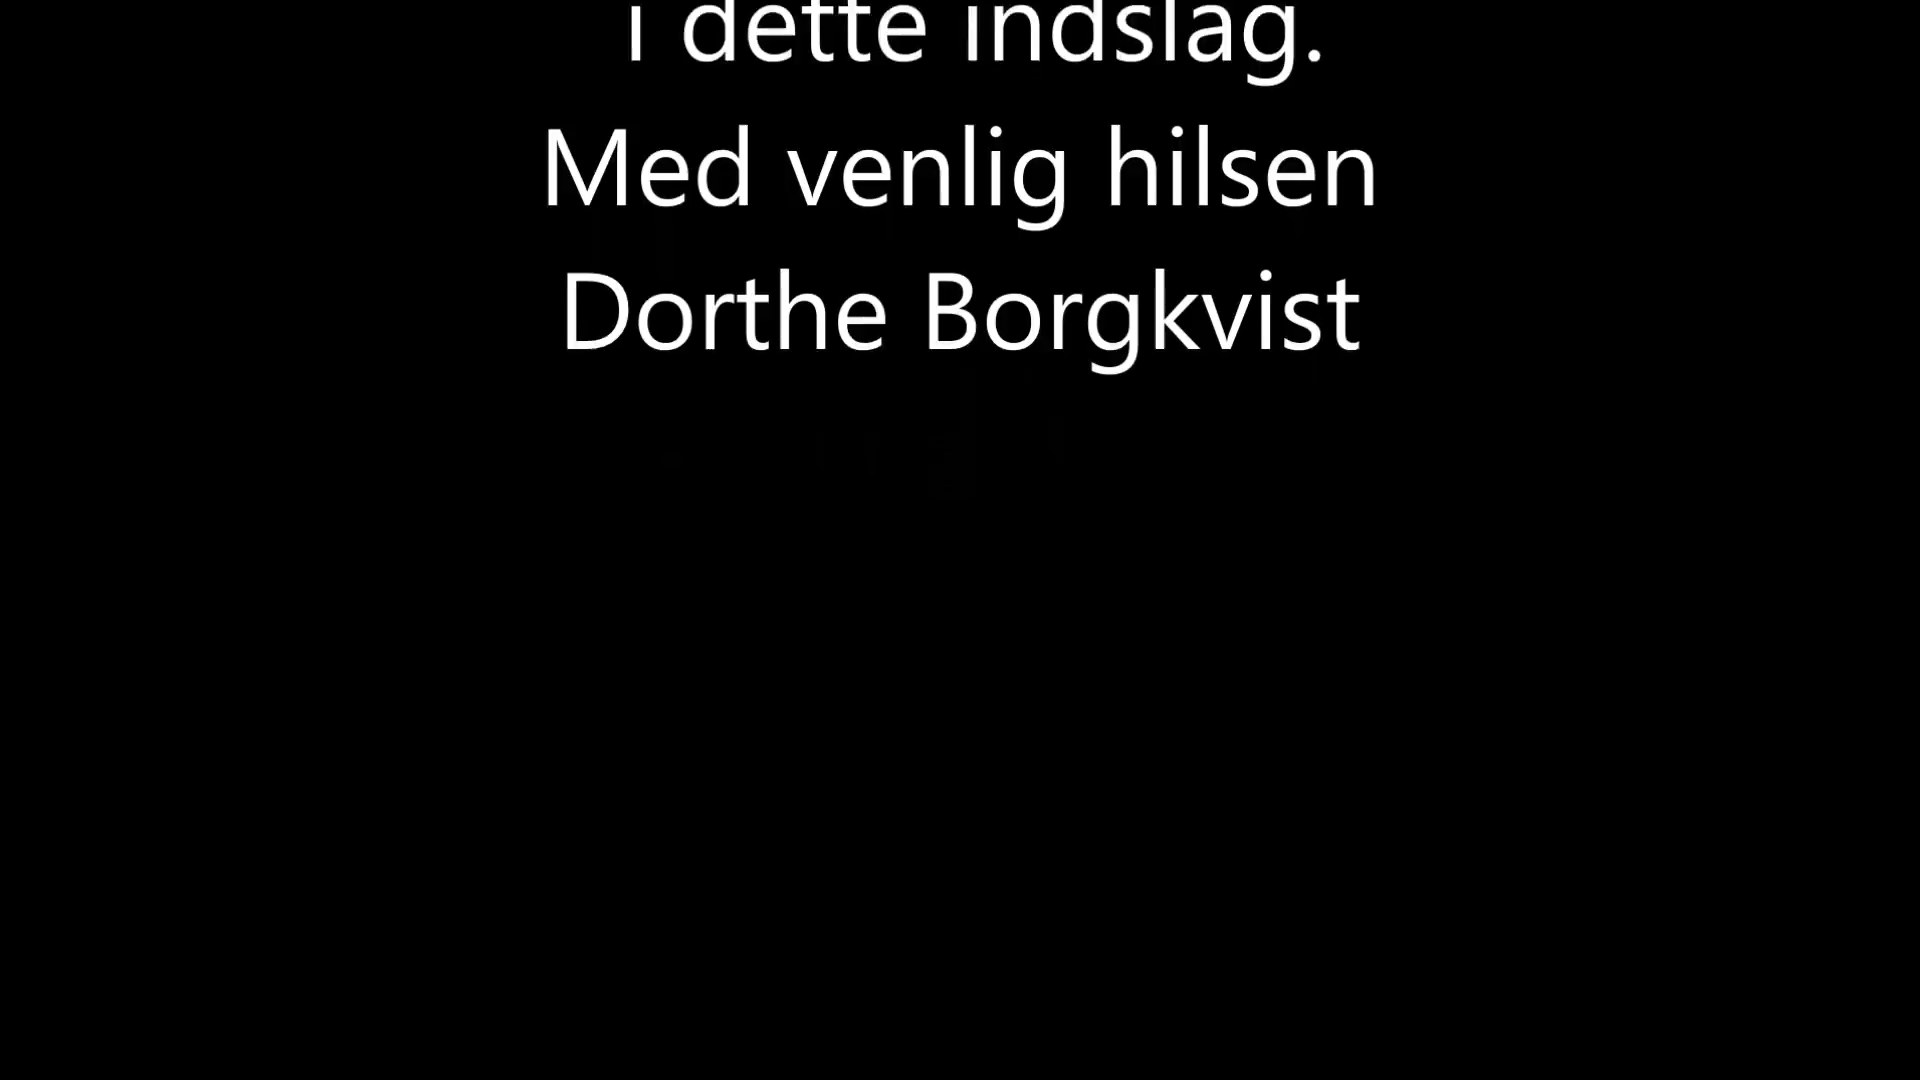 i dette indslag.
Med venlig hilsen
Dorthe Borgkvist